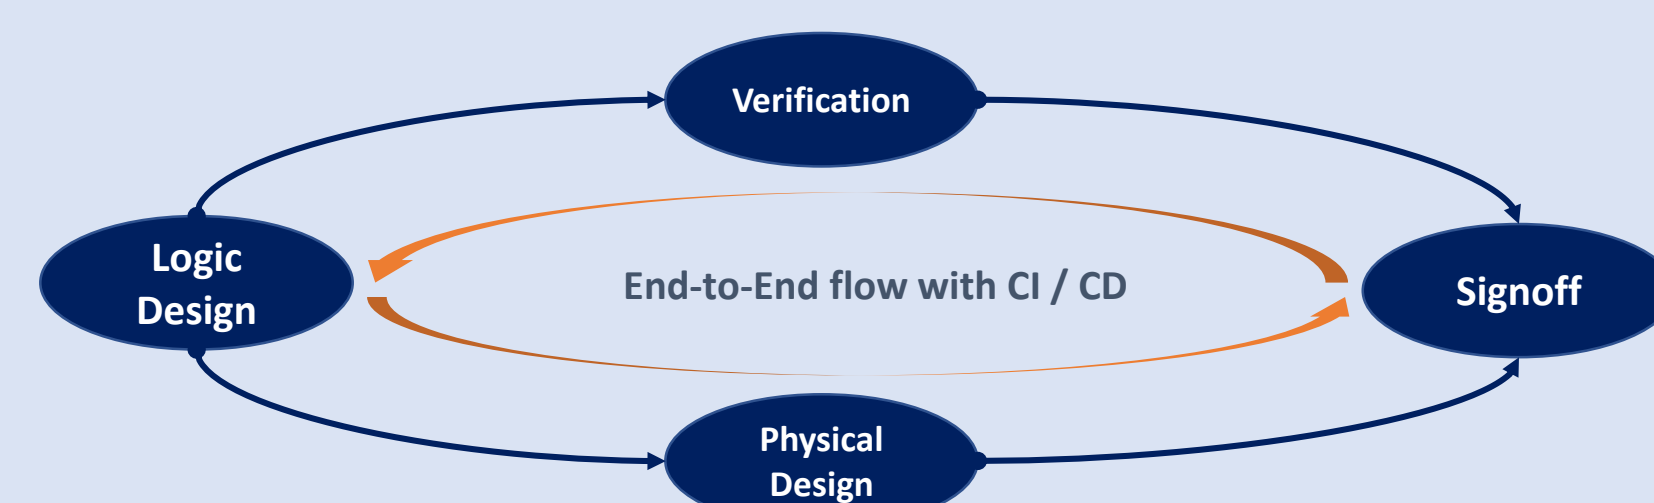 Verification
Logic
Design
End-to-End flow with CI / CD
Signoff
Physical
Design